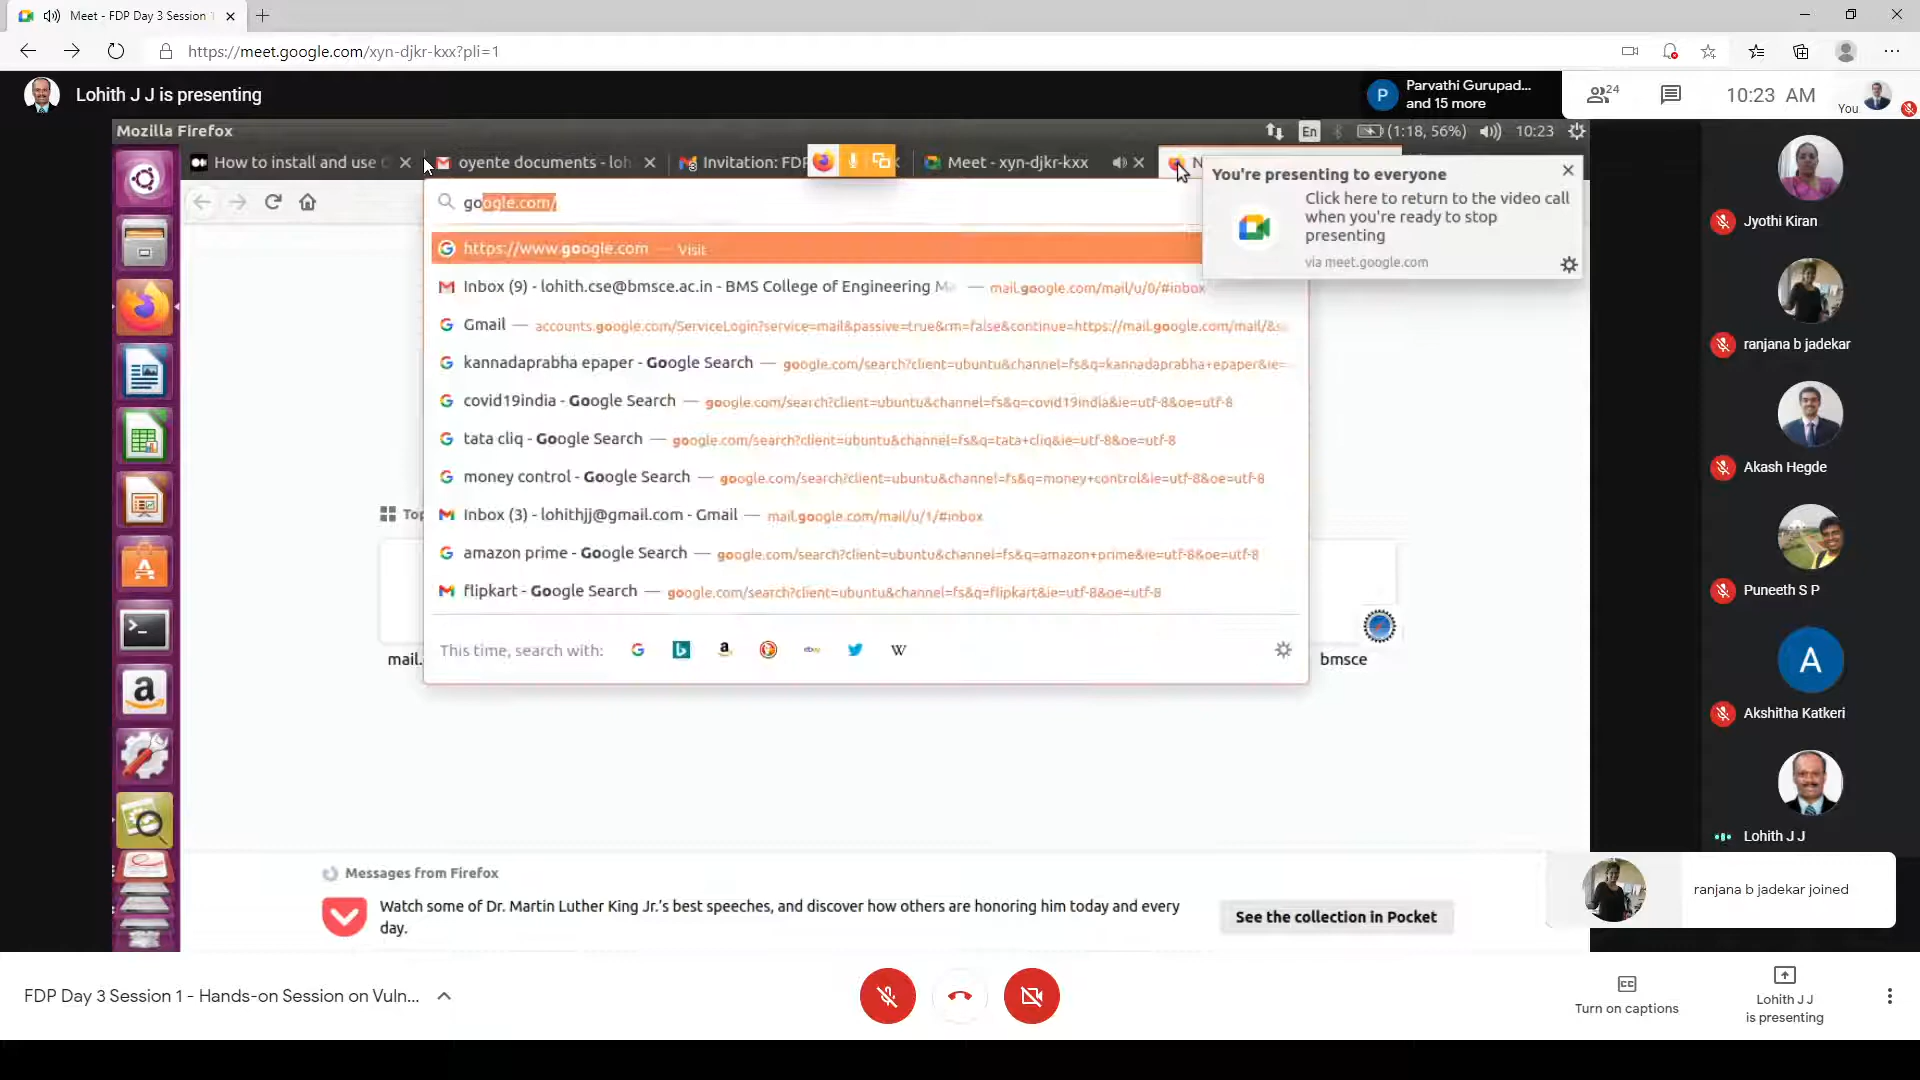 Meet - FDP Day 3 Session 1
https://meet.google.com/xyn-djkr-kxx?pli=1
Lohith J J is presenting
P
Parvathi Gurupad...
and 15 more
24
10:23 AM
You
Mozilla Firefox
En
(1:18, 56%)
10:23
How to install and use
oyente documents - loh
Invitation: FDP
Meet - xyn-djkr-kxx
N
google.com/
You're presenting to everyone
Click here to return to the video call
when you're ready to stop
presenting
via meet.google.com
https://www.google.com — Visit
Inbox (9) - lohith.cse@bmsce.ac.in - BMS College of Engineering Ma — mail.google.com/mail/u/0/#inbox
Gmail — accounts.google.com/ServiceLogin?service=mail&passive=true&rm=false&continue=https://mail.google.com/mail/&s
kannadaprabha epaper - Google Search — google.com/search?client=ubuntu&channel=fs&q=kannadaprabha+epaper&ie=
covid19india - Google Search — google.com/search?client=ubuntu&channel=fs&q=covid19india&ie=utf-8&oe=utf-8
tata cliq - Google Search — google.com/search?client=ubuntu&channel=fs&q=tata+cliq&ie=utf-8&oe=utf-8
money control - Google Search — google.com/search?client=ubuntu&channel=fs&q=money+control&ie=utf-8&oe=utf-8
Inbox (3) - lohithjj@gmail.com - Gmail — mail.google.com/mail/u/1/#inbox
amazon prime - Google Search — google.com/search?client=ubuntu&channel=fs&q=amazon+prime&ie=utf-8&oe=utf-8
flipkart - Google Search — google.com/search?client=ubuntu&channel=fs&q=flipkart&ie=utf-8&oe=utf-8
This time, search with:
Top
mail.
bmsce
Messages from Firefox
Watch some of Dr. Martin Luther King Jr.'s best speeches, and discover how others are honoring him today and every
day.
See the collection in Pocket
Jyothi Kiran
ranjana b jadekar
Akash Hegde
Puneeth S P
A
Akshitha Katkeri
Lohith J J
ranjana b jadekar joined
FDP Day 3 Session 1 - Hands-on Session on Vuln...
Turn on captions
Lohith J J
is presenting